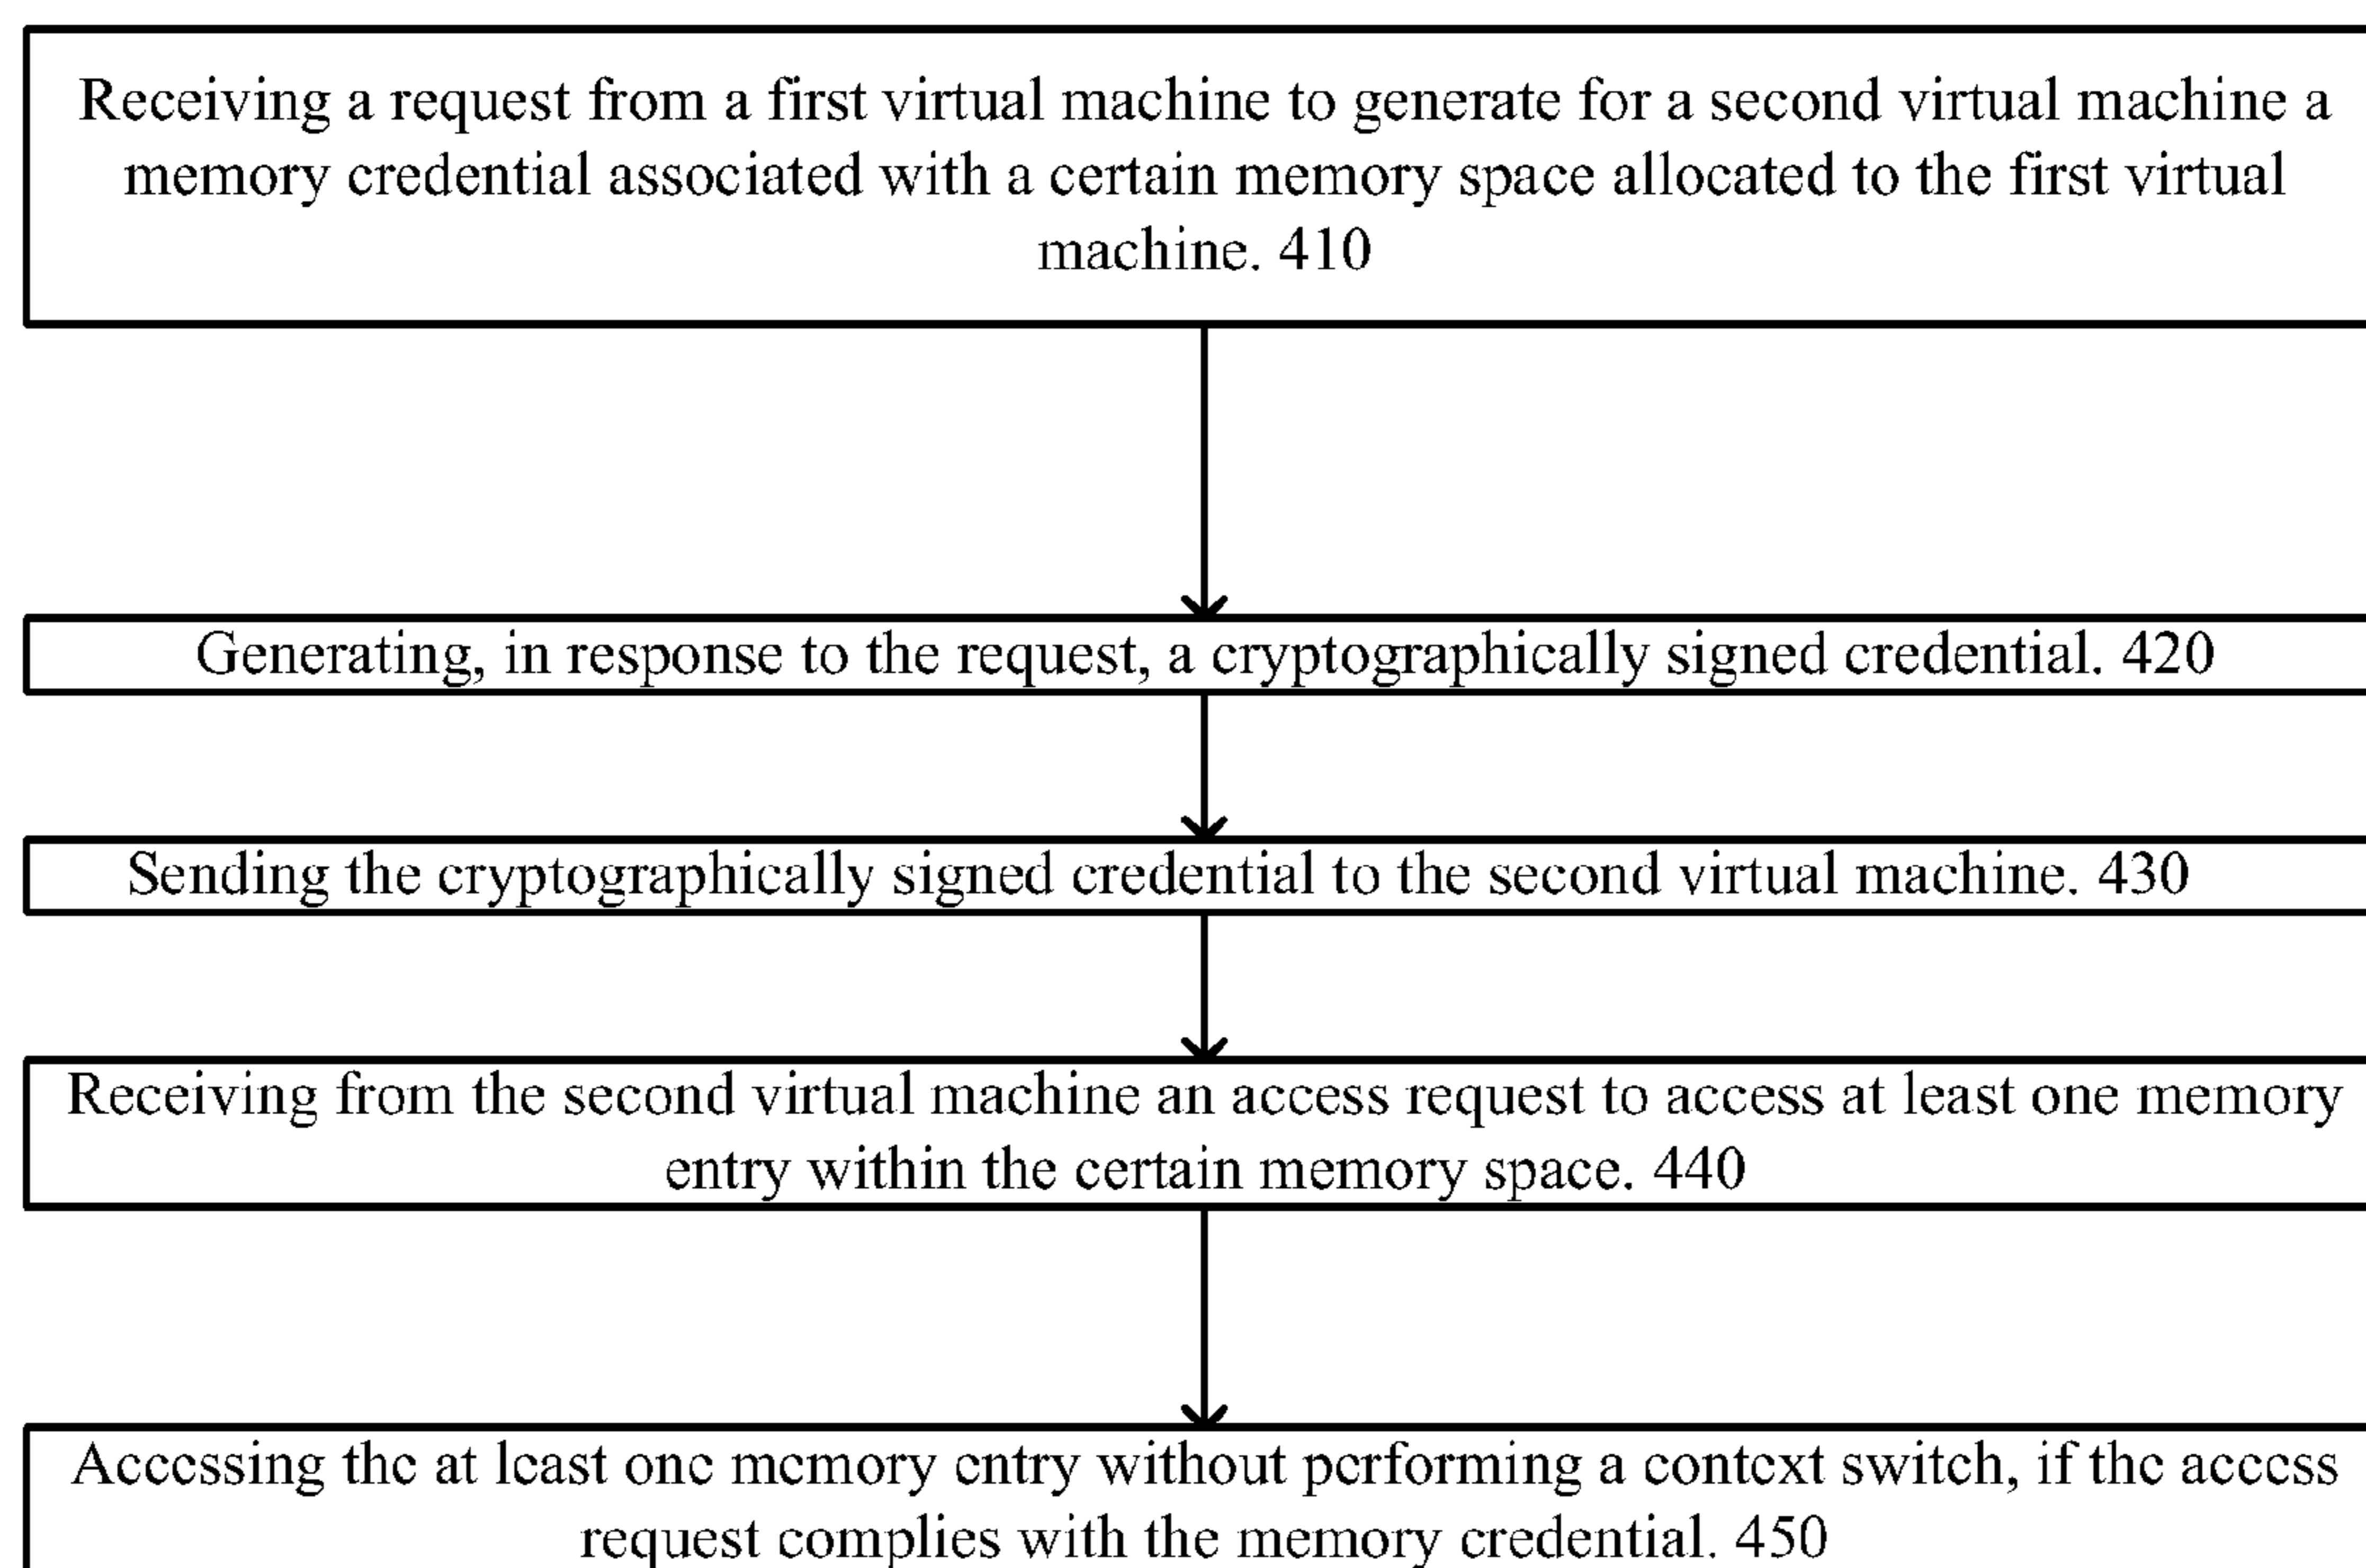 Receiving a request from a first virtual machine to generate for a second virtual machine a
memory credential associated with a certain memory space allocated to the first virtual
machine. 410
Generating, in response to the request, a cryptographically signed credential. 420
Sending the cryptographically signed credential to the second virtual machine. 430
Receiving from the second virtual machine an access request to access at least one memory
entry within the certain memory space. 440
Accessing the at least one memory entry without performing a context switch, if the access
request complies with the memory credential. 450